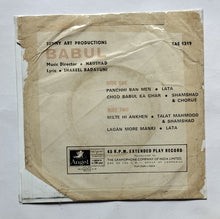 SUNNY ART PRODUCTIONS
TAE 1319
BABUL
Music Director • NAUSHAD
Lyric • SHAKEEL BADAYUNI
SIDE ONE
PANCHHI BAN MEN • LATA
CHOD BABUL KA GHAR • SHAMSHAD
& CHORUS
SIDE TWO
MILTE HI ANKHEN • TALAT MAHMOOD
& SHAMSHAD
LAGAN MORE MANKI • LATA
Angel
45 R.P.M. EXTENDED PLAY RECORD
THE GRAMOPHONE COMPANY OF INDIA LIMITED